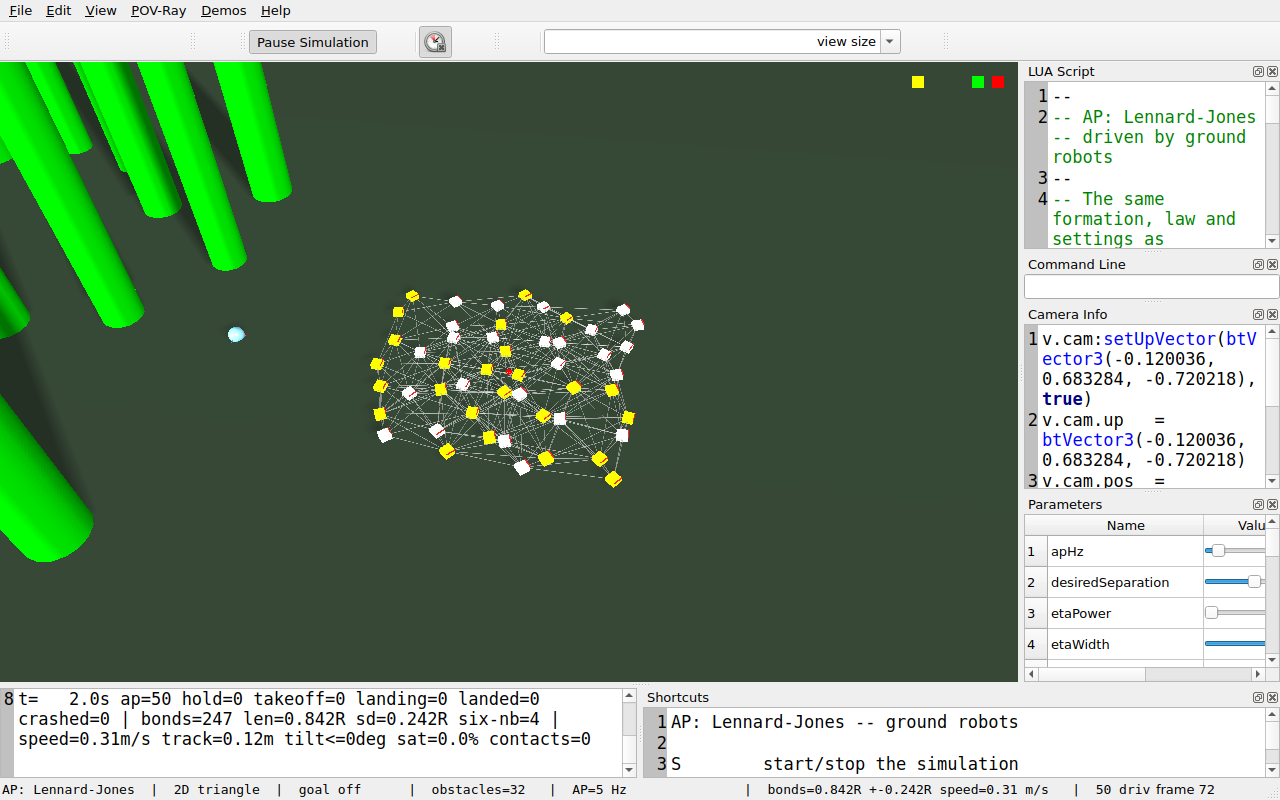 File Edit View POV-Ray Demos Help
Pause Simulation
view size
LUA Script
1 --
2 -- AP: Lennard-Jones
-- driven by ground
robots
3 --
4 -- The same
formation, law and
settings as
Command Line
Camera Info
1 v.cam:setUpVector(btV
ector3(-0.120036,
0.683284, -0.720218),
true)
2 v.cam.up   =
btVector3(-0.120036,
0.683284, -0.720218)
3 v.cam.pos  =
Parameters
Name Valu
1 apHz
2 desiredSeparation
3 etaPower
4 etaWidth
8 t=   2.0s ap=50 hold=0 takeoff=0 landing=0 landed=0
crashed=0 | bonds=247 len=0.842R sd=0.242R six-nb=4 |
speed=0.31m/s track=0.12m tilt<=0deg sat=0.0% contacts=0
Shortcuts
1 AP: Lennard-Jones -- ground robots
2
3 S        start/stop the simulation
AP: Lennard-Jones | 2D triangle | goal off | obstacles=32 | AP=5 Hz | bonds=0.842R +-0.242R speed=0.31 m/s | 50 driv frame 72